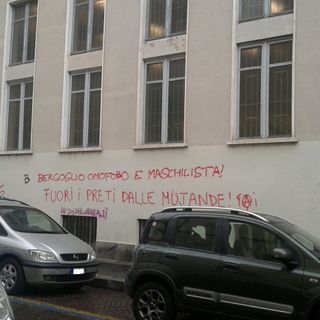 B BERGOGLIO OMOFOBO E MASCHILISTA!
FUORI I PRETI DALLE MUTANDE!